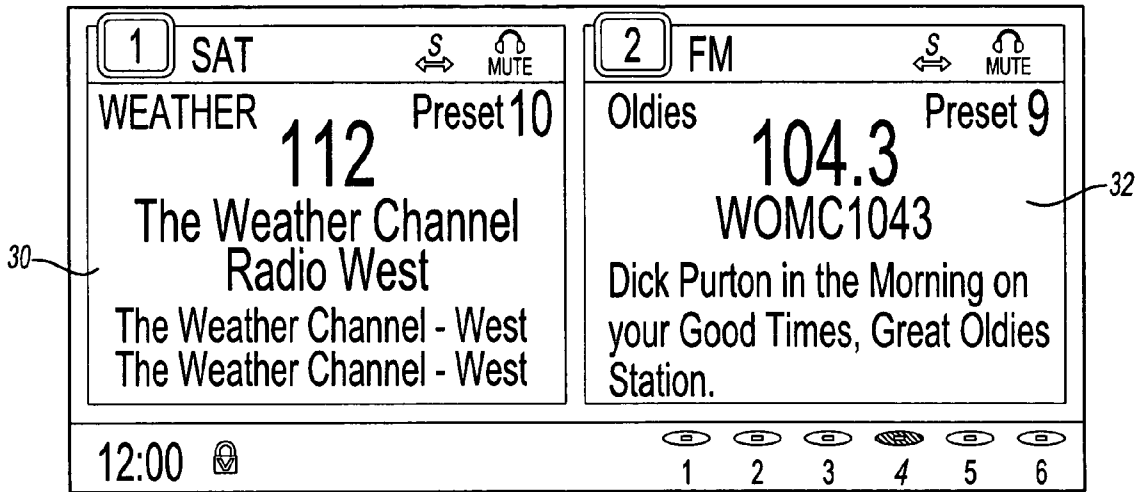 1 SAT S MUTE
WEATHER Preset 10
112
The Weather Channel
Radio West
The Weather Channel - West
The Weather Channel - West
30
2 FM S MUTE
Oldies Preset 9
104.3
WOMC1043
Dick Purton in the Morning on
your Good Times, Great Oldies
Station.
32
12:00
1 2 3 4 5 6